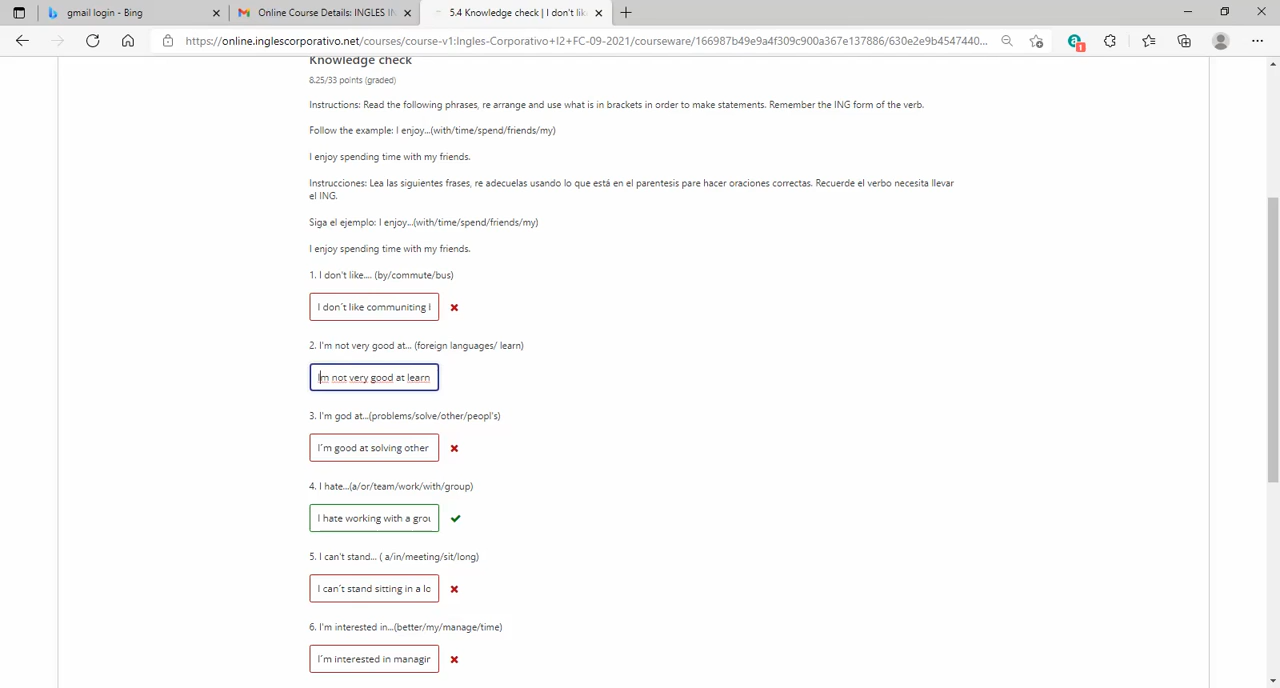 gmail login - Bing
Online Course Details: INGLES IN
5.4 Knowledge check | I don't lik
https://online.inglescorporativo.net/courses/course-v1:Ingles-Corporativo+I2+FC-09-2021/courseware/166987b49e9a4f309c900a367e137886/630e2e9b4547440...
1
Knowledge check
8.25/33 points (graded)
Instructions: Read the following phrases, re arrange and use what is in brackets in order to make statements. Remember the ING form of the verb.
Follow the example: I enjoy...(with/time/spend/friends/my)
I enjoy spending time with my friends.
Instrucciones: Lea las siguientes frases, re adecuelas usando lo que está en el parentesis pare hacer oraciones correctas. Recuerde el verbo necesita llevar
el ING.
Siga el ejemplo: I enjoy...(with/time/spend/friends/my)
I enjoy spending time with my friends.
1. I don't like.... (by/commute/bus)
I don´t like communiting
2. I'm not very good at... (foreign languages/ learn)
Im not very good at learn
3. I'm god at...(problems/solve/other/peopl's)
I´m good at solving other
4. I hate...(a/or/team/work/with/group)
I hate working with a grou
5. I can't stand... ( a/in/meeting/sit/long)
I can´t stand sitting in a lo
6. I'm interested in...(better/my/manage/time)
I´m interested in managin